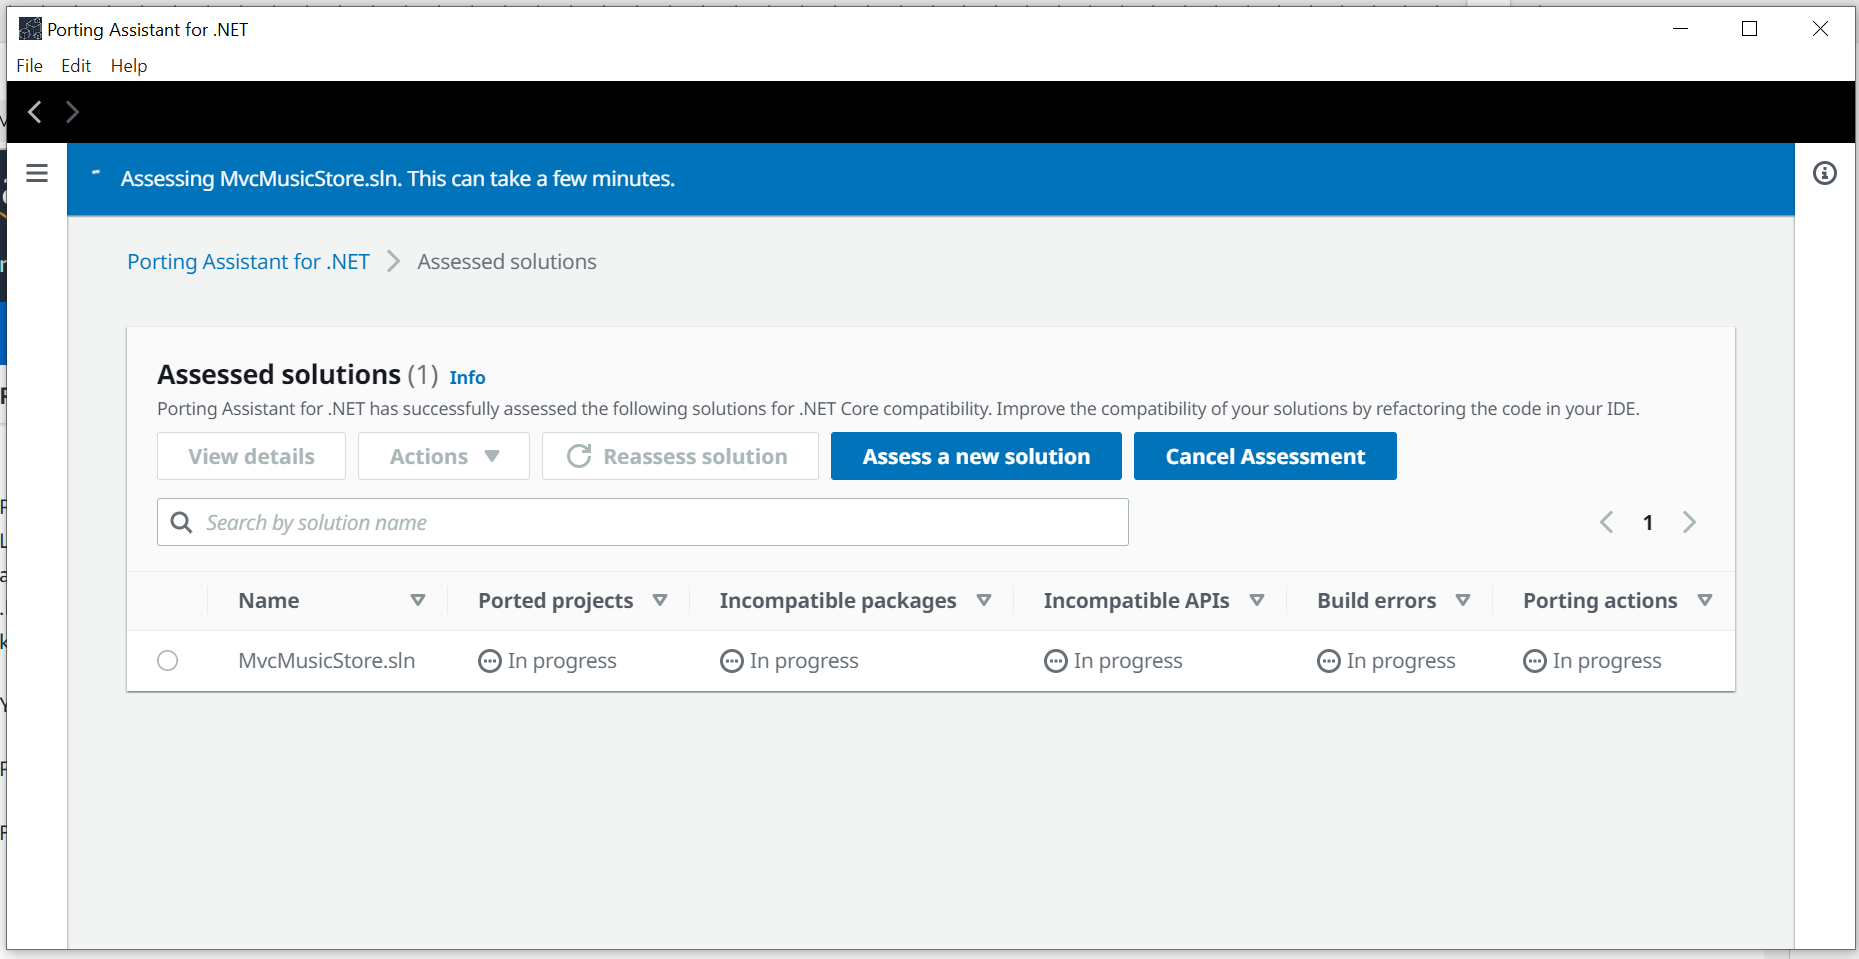 Porting Assistant for .NET
File Edit Help
Assessing MvcMusicStore.sln. This can take a few minutes.
Porting Assistant for .NET Assessed solutions
Assessed solutions (1) Info
Porting Assistant for .NET has successfully assessed the following solutions for .NET Core compatibility. Improve the compatibility of your solutions by refactoring the code in your IDE.
View details Actions Reassess solution Assess a new solution Cancel Assessment
Search by solution name 1
Name Ported projects Incompatible packages Incompatible APIs Build errors Porting actions
MvcMusicStore.sln In progress In progress In progress In progress In progress